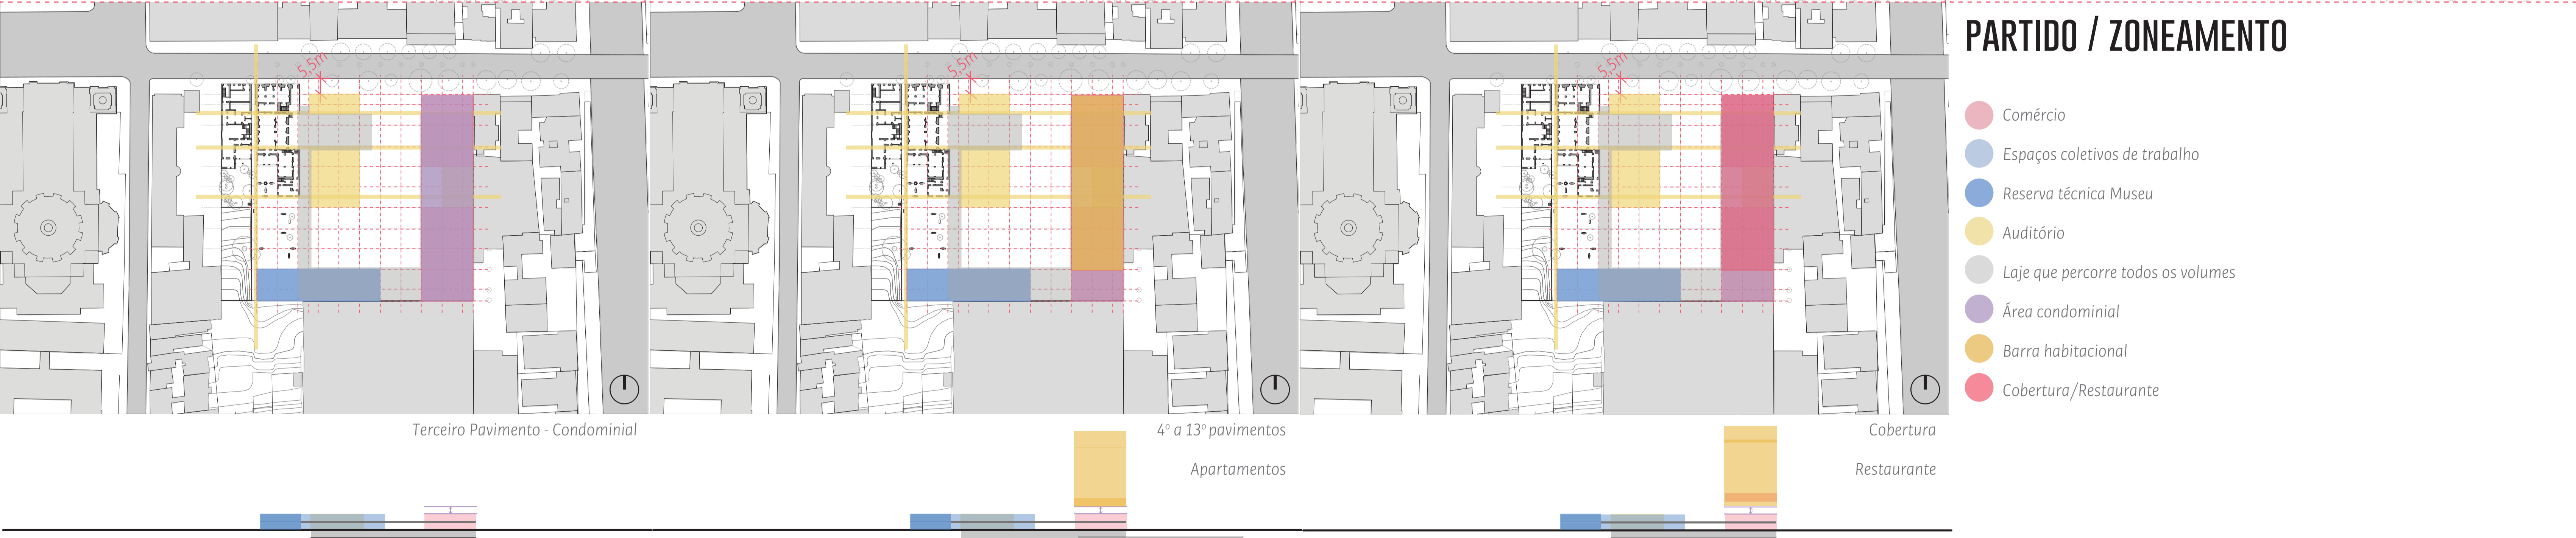 PARTIDO / ZONEAMENTO
5,5m
5,5m
5,5m
Comércio
Espaços coletivos de trabalho
Reserva técnica Museu
Auditório
Laje que percorre todos os volumes
Área condominial
Barra habitacional
Cobertura/Restaurante
Terceiro Pavimento - Condominial
4º a 13º pavimentos
Apartamentos
Cobertura
Restaurante